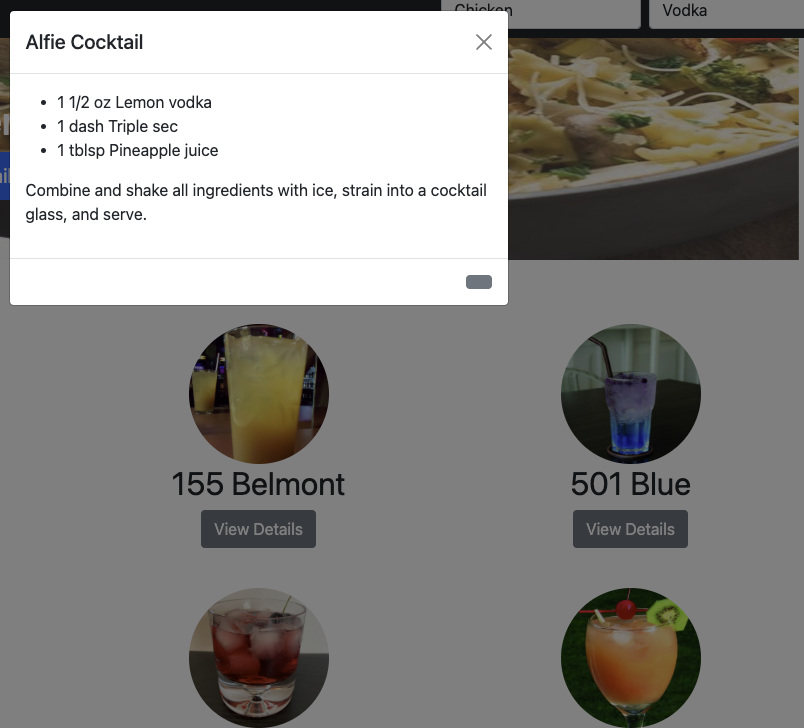 Chicken
Vodka
Alfie Cocktail
1 1/2 oz Lemon vodka
1 dash Triple sec
1 tblsp Pineapple juice
Combine and shake all ingredients with ice, strain into a cocktail
glass, and serve.
155 Belmont
501 Blue
View Details
View Details